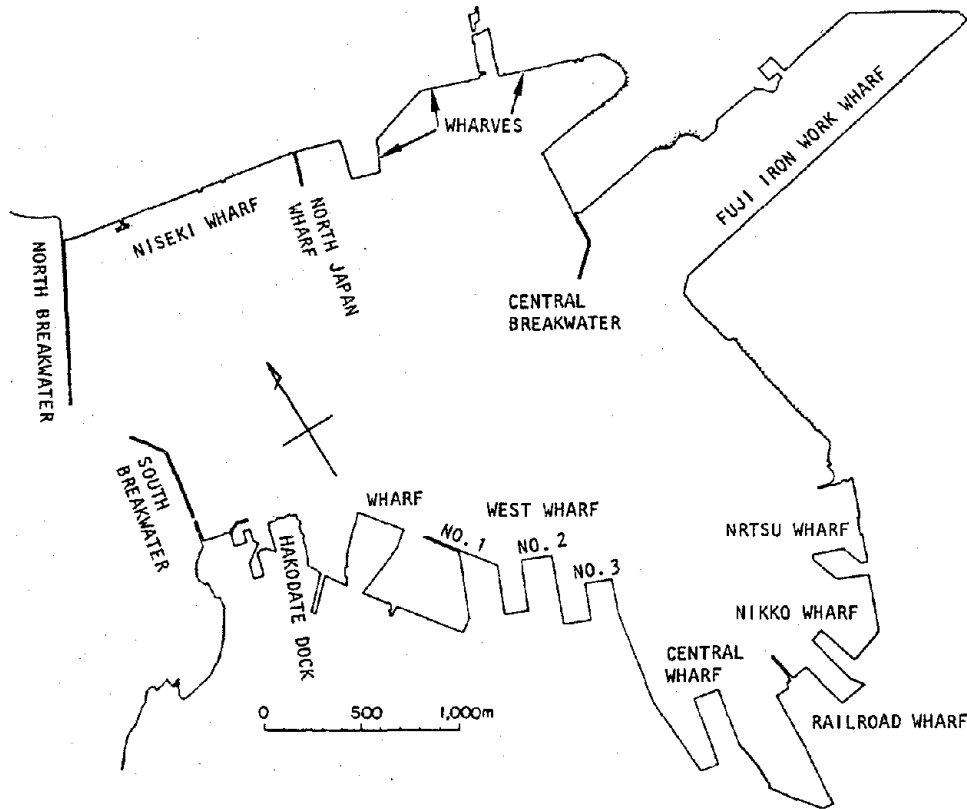 WHARVES
FUJI IRON WORK WHARF
NISEKI WHARF
NORTH JAPAN
WHARF
NORTH BREAKWATER
CENTRAL
BREAKWATER
SOUTH
BREAKWATER
WHARF
WEST WHARF
NO. 1
NO. 2
NO. 3
HAKODATE DOCK
NRTSU WHARF
NIKKO WHARF
CENTRAL
WHARF
RAILROAD WHARF
0 500 1,000m